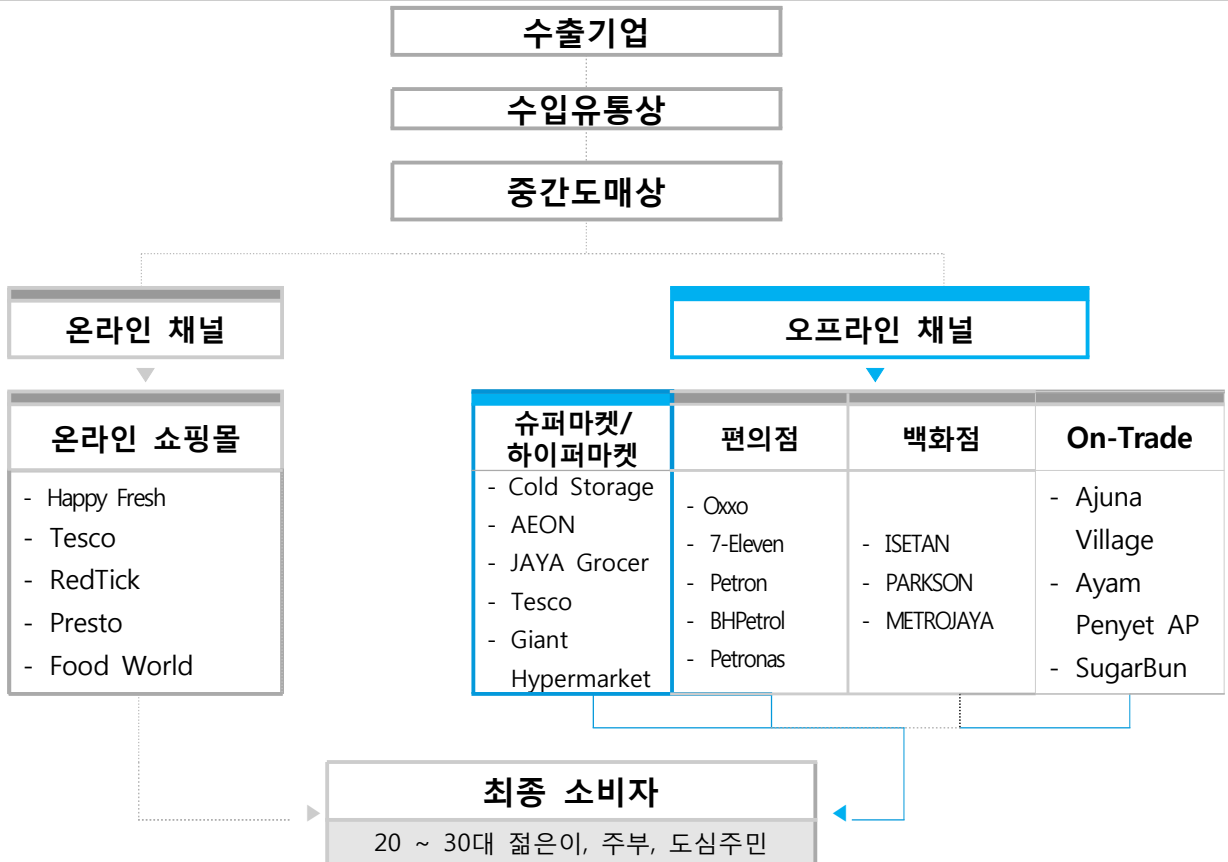 수출기업
수입유통상
중간도매상
온라인 채널
오프라인 채널
온라인 쇼핑몰
- Happy Fresh
- Tesco
- RedTick
- Presto
- Food World
슈퍼마켓/
하이퍼마켓
- Cold Storage
- AEON
- JAYA Grocer
- Tesco
- Giant
Hypermarket
편의점
- Oxxo
- 7-Eleven
- Petron
- BHPetrol
- Petronas
백화점
- ISETAN
- PARKSON
- METROJAYA
On-Trade
- Ajuna
Village
- Ayam
Penyet AP
- SugarBun
최종 소비자
20 ~ 30대 젊은이, 주부, 도심주민